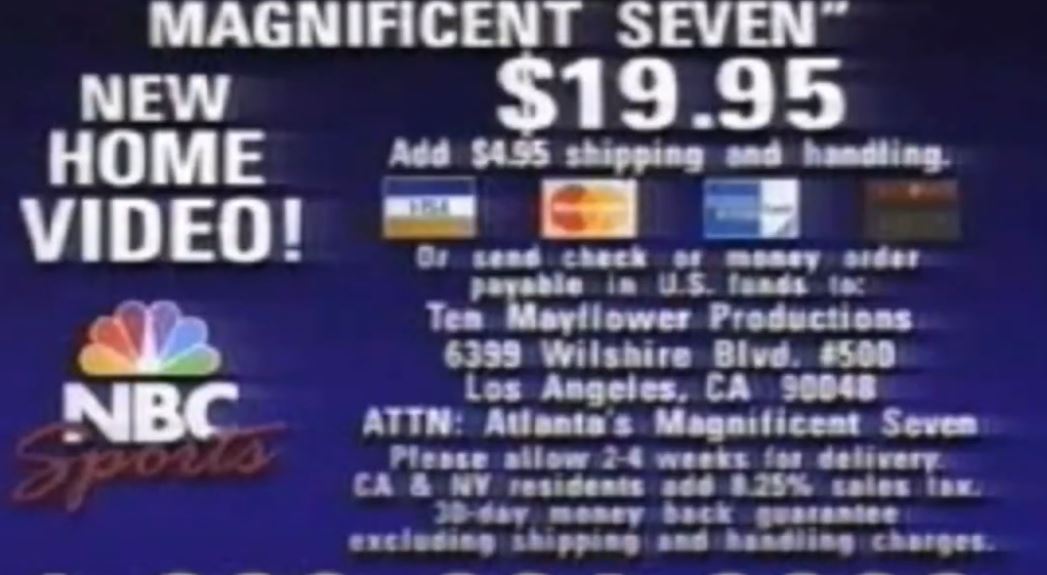 MAGNIFICENT SEVEN”
NEW
HOME
VIDEO!
$19.95
Add $4.95 shipping and handling.
VISA
Or send check or money order
payable in U.S. funds to:
Ten Mayflower Productions
6399 Wilshire Blvd. #500
Los Angeles, CA 90048
ATTN: Atlanta's Magnificent Seven
Please allow 2-4 weeks for delivery.
CA & NY residents add 8.25% sales tax.
30-day money back guarantee
excluding shipping and handling charges.
NBC
Sports